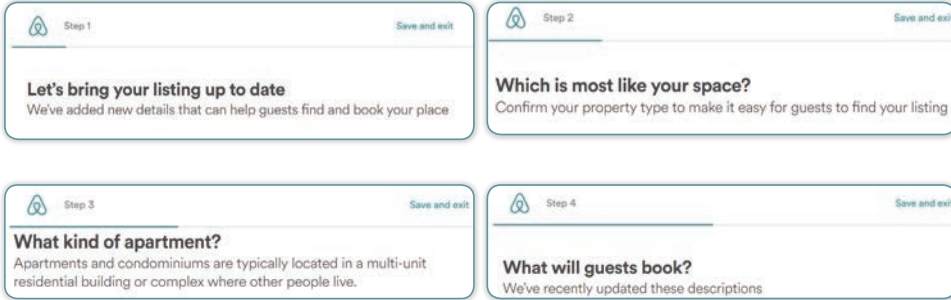 Step 1
Save and exit
Let's bring your listing up to date
We've added new details that can help guests find and book your place
Step 2
Save and exit
Which is most like your space?
Confirm your property type to make it easy for guests to find your listing
Step 3
Save and exit
What kind of apartment?
Apartments and condominiums are typically located in a multi-unit
residential building or complex where other people live.
Step 4
Save and exit
What will guests book?
We've recently updated these descriptions